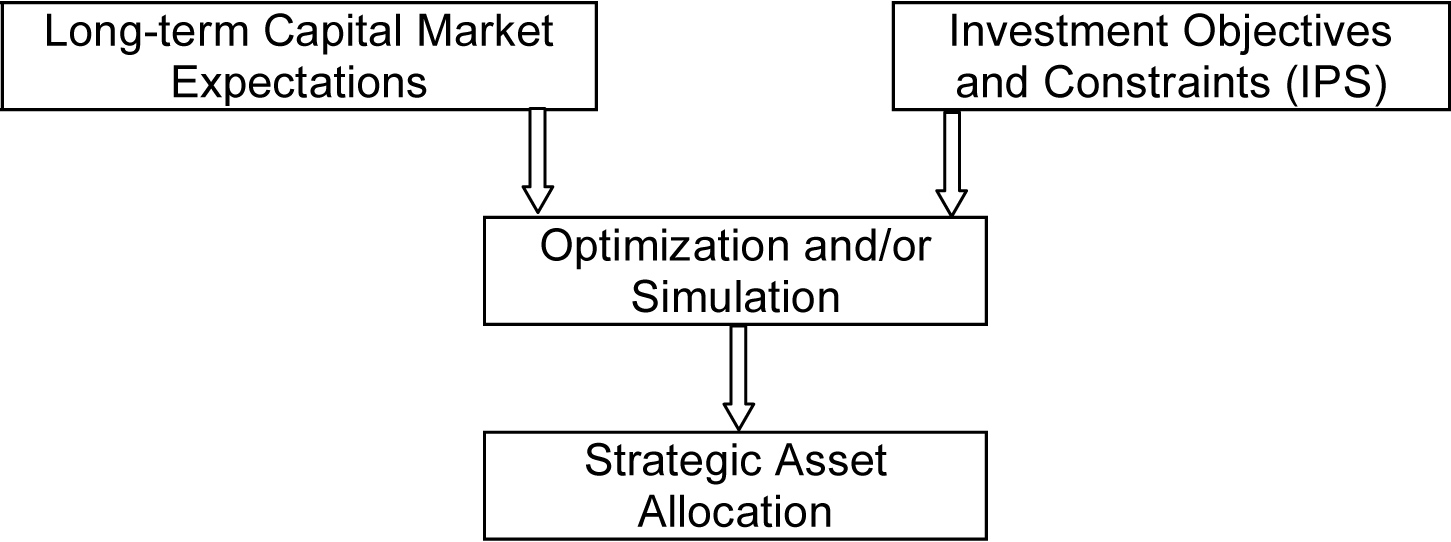 Long-term Capital Market
Expectations
Investment Objectives
and Constraints (IPS)
Optimization and/or
Simulation
Strategic Asset
Allocation